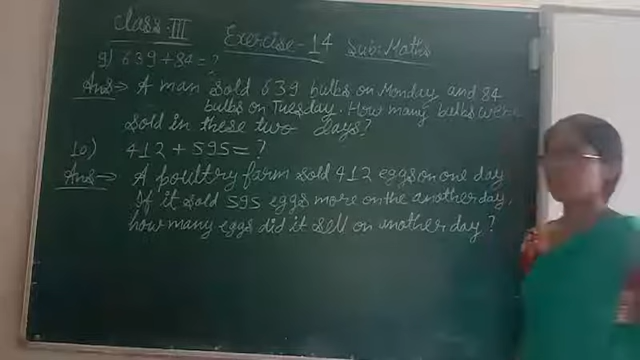 Class-III Exercise-14 Sub: Maths
9) 639+84=?
Ans⇒ A man sold 639 bulbs on Monday and 84
bulbs on Tuesday. How many bulbs were
sold in these two days?
10) 412+595=?
Ans⇒ A poultry farm sold 412 eggs on one day
If it sold 595 eggs more on the another day,
how many eggs did it sell on another day?